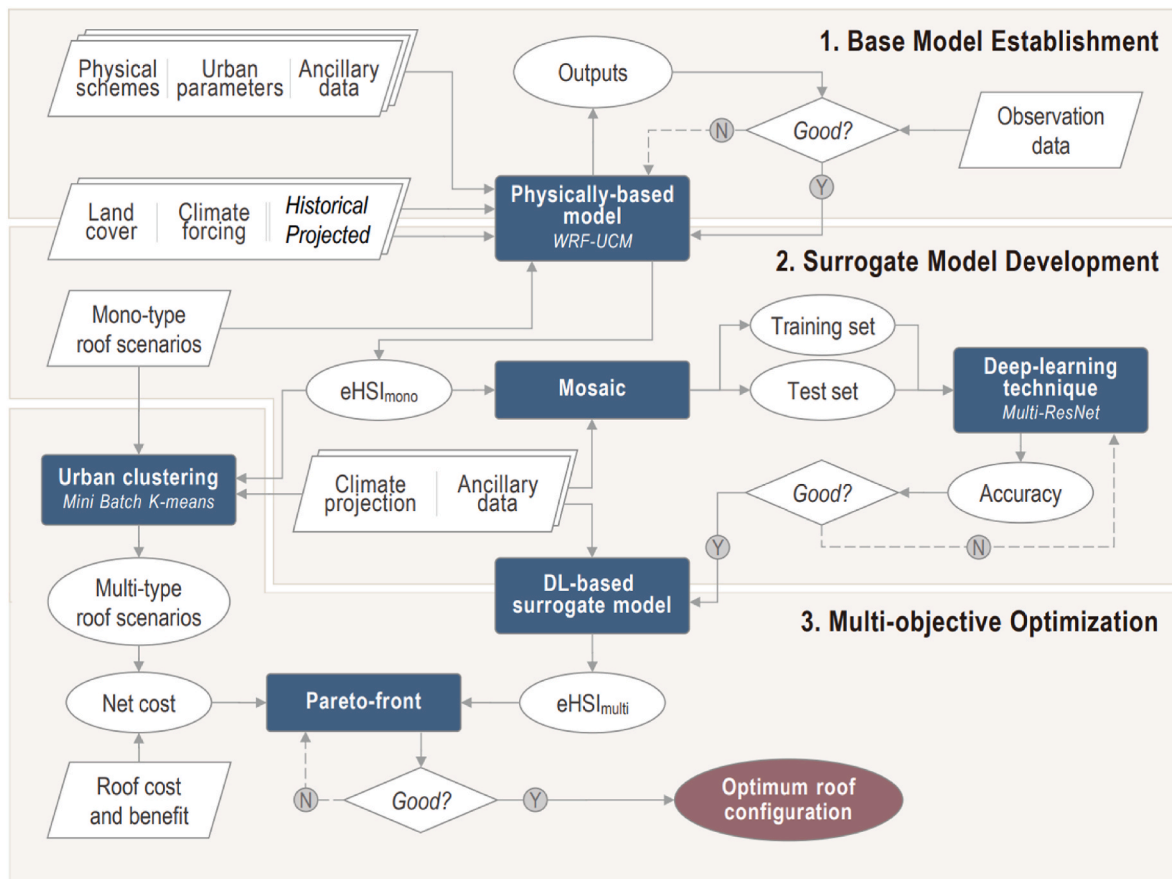 1. Base Model Establishment
Physical
schemes
Urban
parameters
Ancillary
data
Outputs
Good?
N
Y
Observation
data
Land
cover
Climate
forcing
Historical
Projected
Physically-based
model
WRF-UCM
2. Surrogate Model Development
Mono-type
roof scenarios
eHSImono
Mosaic
Training set
Test set
Deep-learning
technique
Multi-ResNet
Urban clustering
Mini Batch K-means
Climate
projection
Ancillary
data
Good?
Accuracy
Y
N
DL-based
surrogate model
3. Multi-objective Optimization
Multi-type
roof scenarios
Net cost
Pareto-front
eHSImulti
Roof cost
and benefit
N
Good?
Y
Optimum roof
configuration